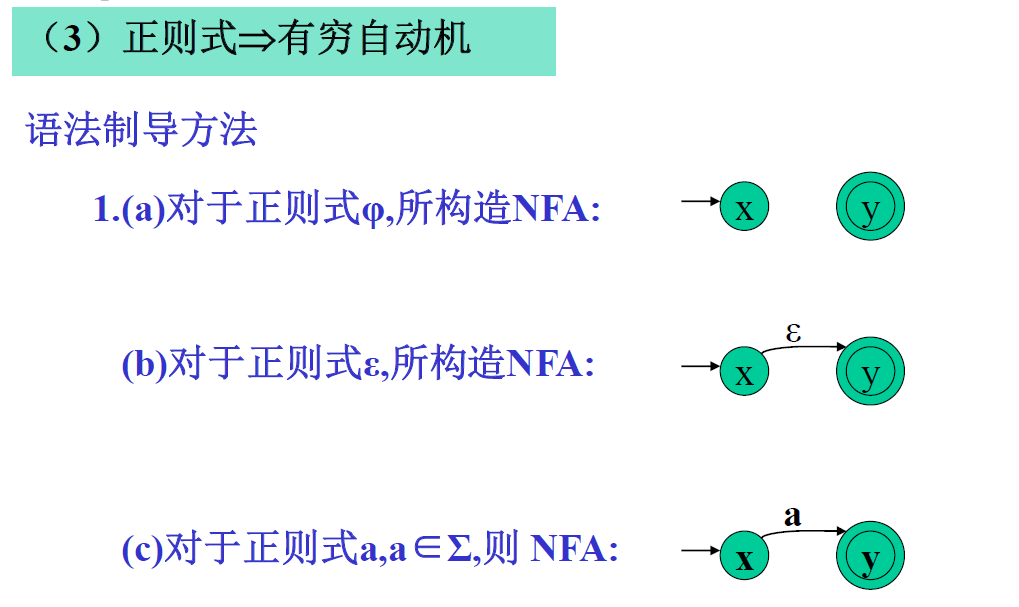 （3）正则式⇒有穷自动机
语法制导方法
1.(a)对于正则式φ,所构造NFA:
x
y
(b)对于正则式ε,所构造NFA:
ε
x
y
(c)对于正则式a,a∈Σ,则 NFA:
a
x
y